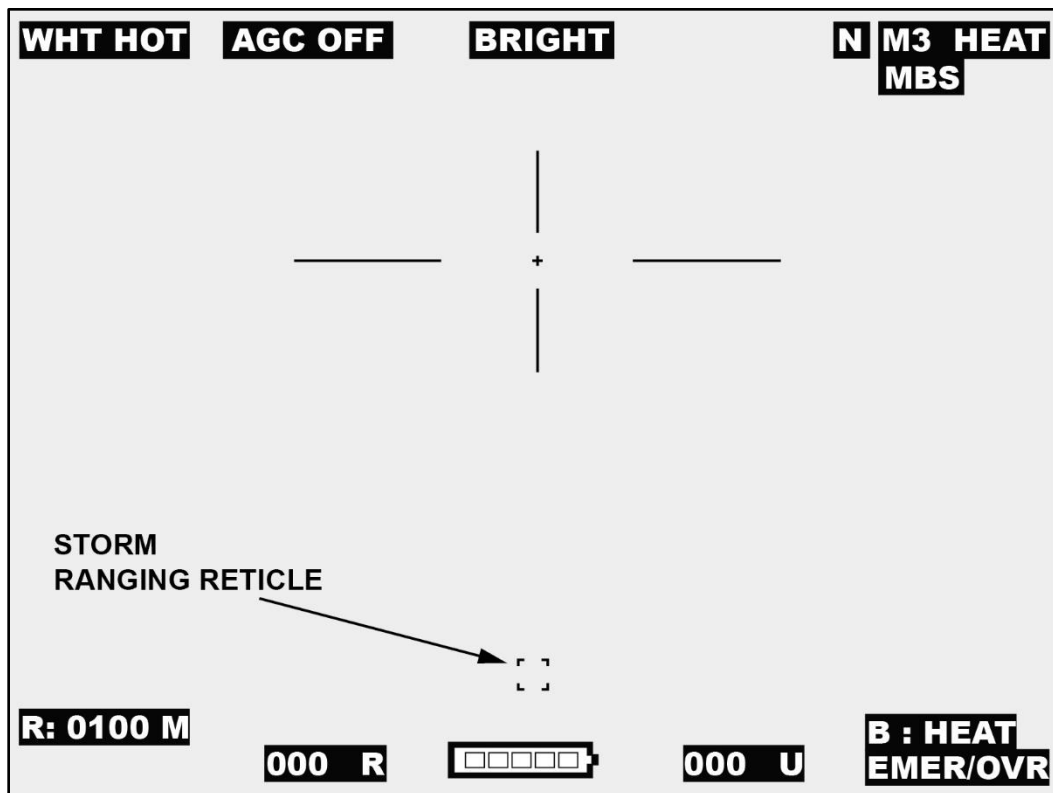 WHT HOT AGC OFF BRIGHT N M3 HEAT
MBS
STORM
RANGING RETICLE
R: 0100 M
B : HEAT
000 R 000 U EMER/OVR